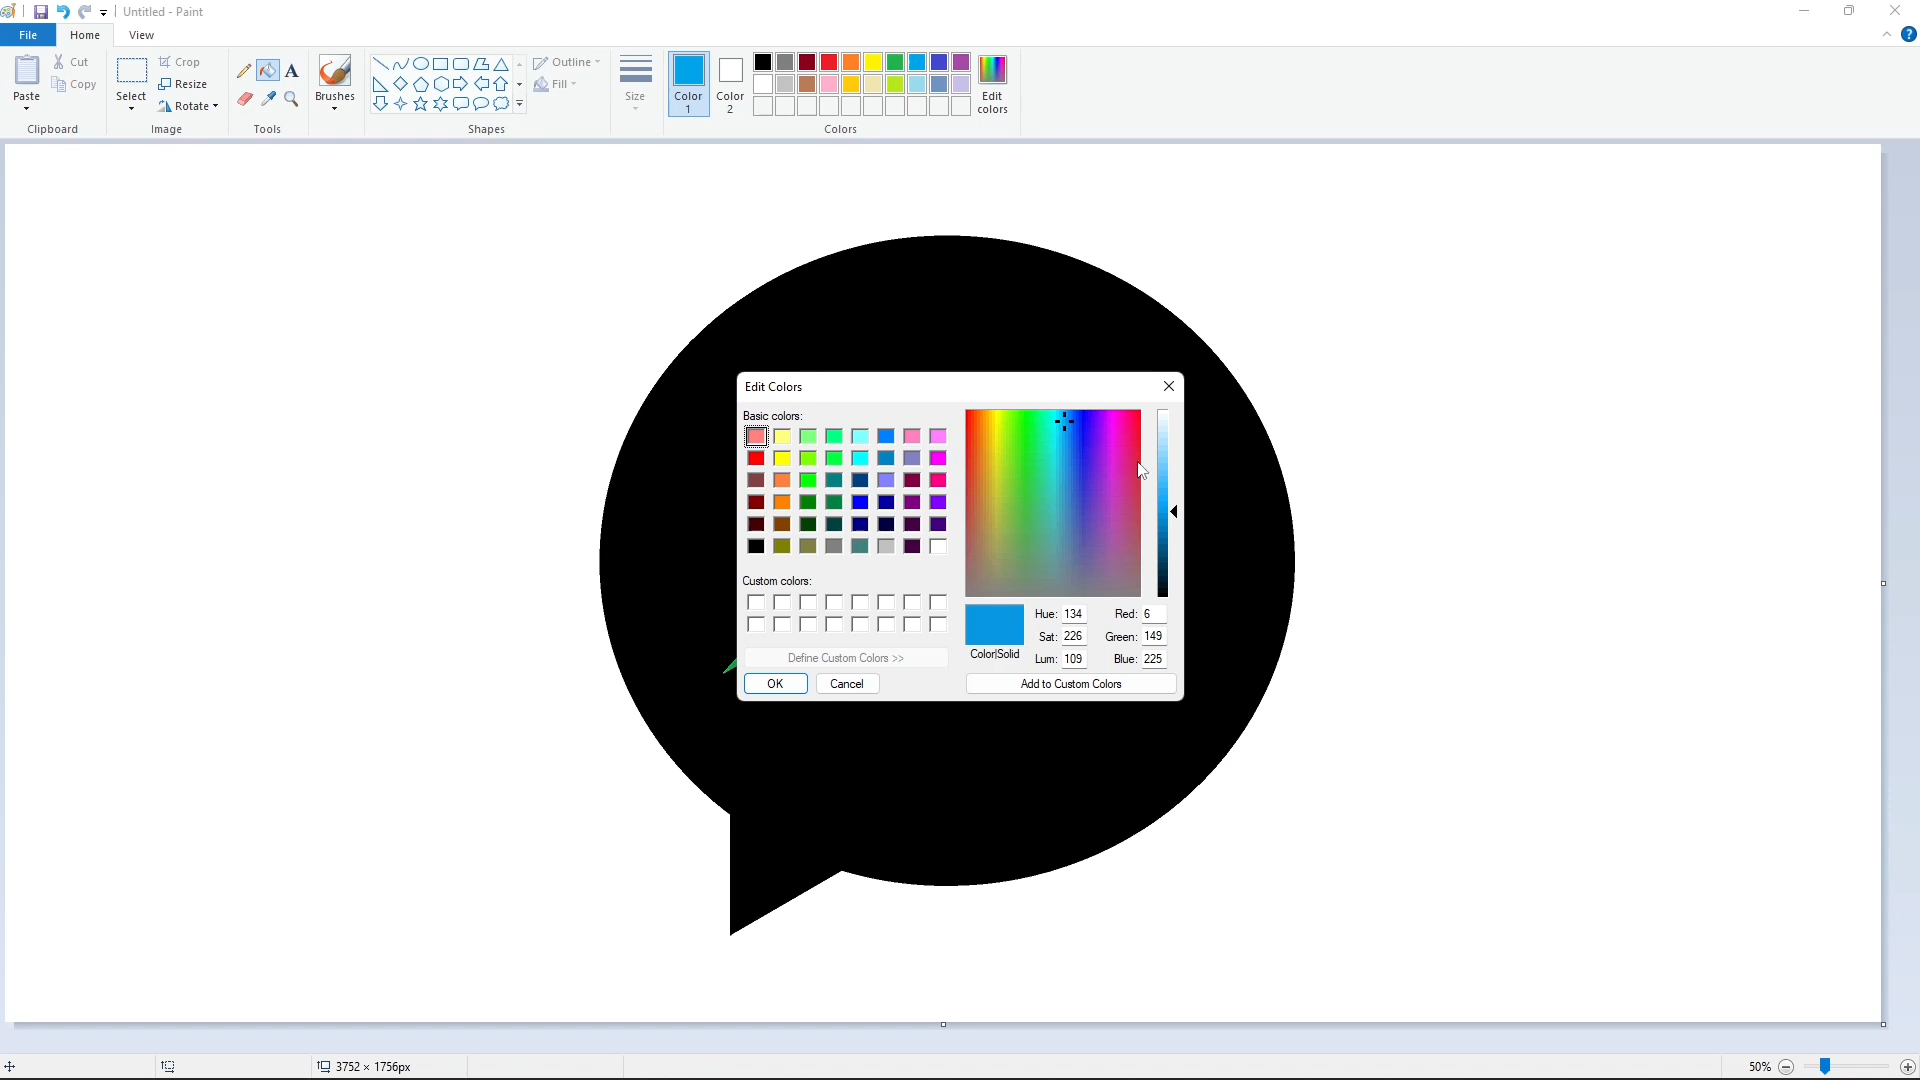 Untitled - Paint
File
Home
View
Paste
Cut
Copy
Clipboard
Select
Crop
Resize
Rotate
Image
A
Tools
Brushes
Shapes
Outline
Fill
Size
Color
1
Color
2
Colors
Edit
colors
?
Edit Colors
Basic colors:
Custom colors:
Define Custom Colors >>
OK
Cancel
Color|Solid
Hue: 134
Sat: 226
Lum: 109
Red: 6
Green: 149
Blue: 225
Add to Custom Colors
3752 × 1756px
50%